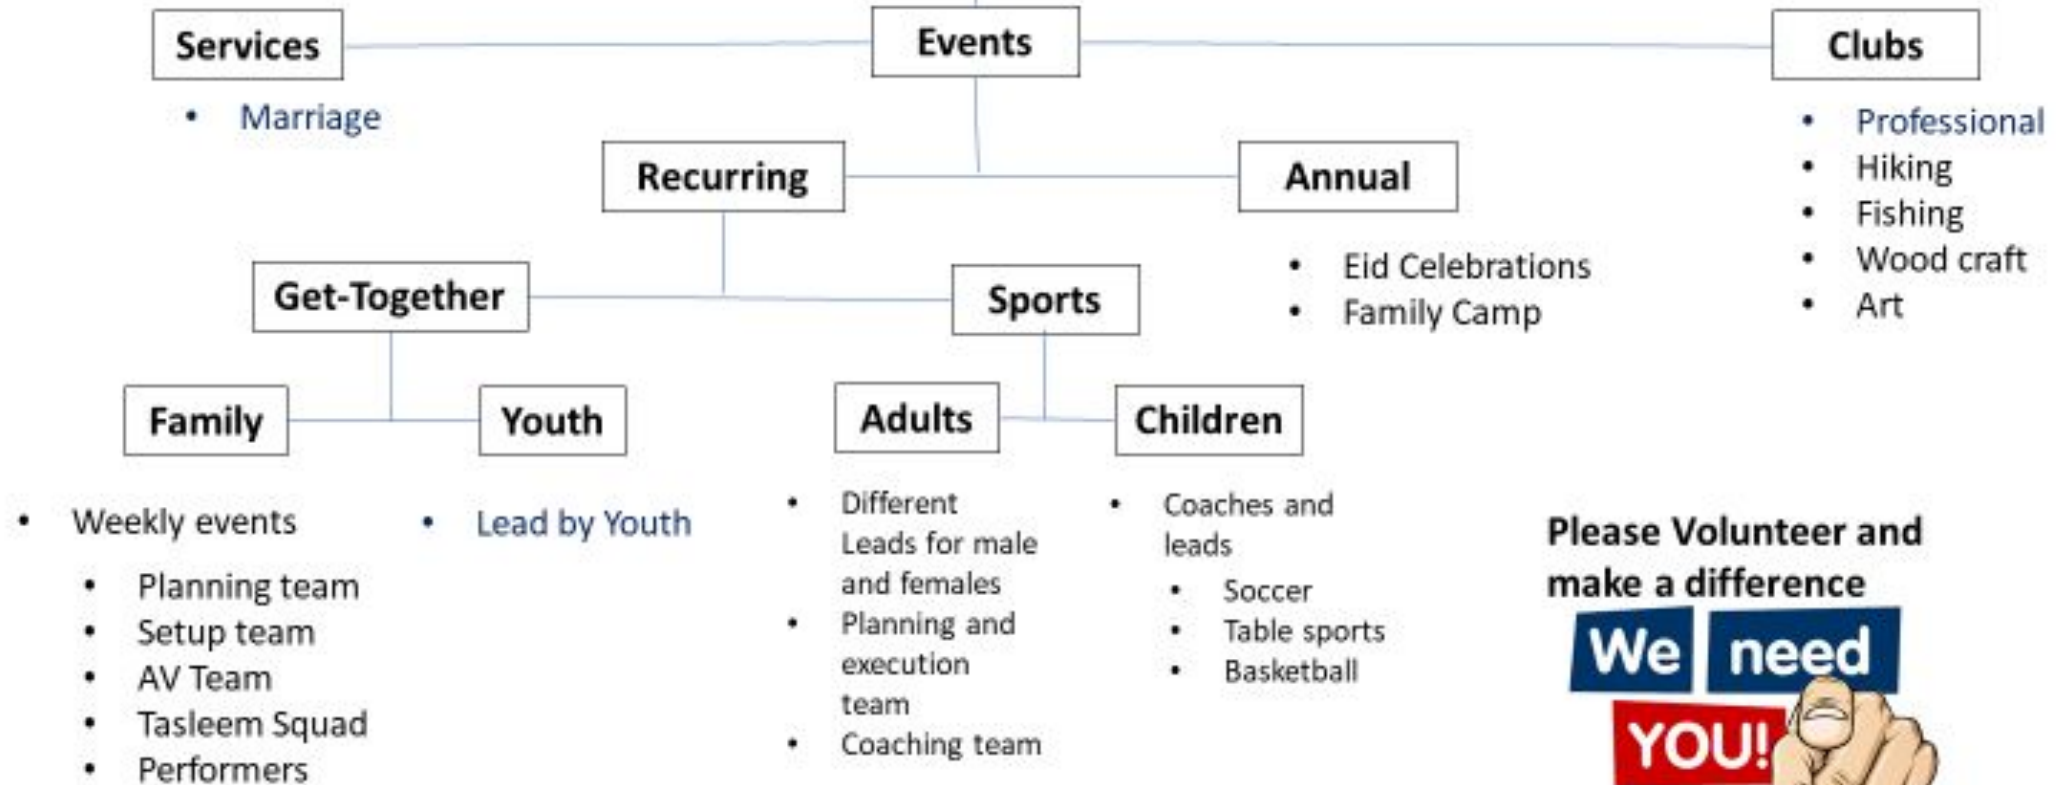 Services
Events
Clubs
• Marriage
• Professional
• Hiking
• Fishing
• Wood craft
• Art
Recurring
Annual
• Eid Celebrations
• Family Camp
Get-Together
Sports
Family
Youth
Adults
Children
• Weekly events
• Planning team
• Setup team
• AV Team
• Tasleem Squad
• Performers
• Lead by Youth
• Different
Leads for male
and females
• Planning and
execution
team
• Coaching team
• Coaches and
leads
• Soccer
• Table sports
• Basketball
Please Volunteer and
make a difference
We need
YOU!